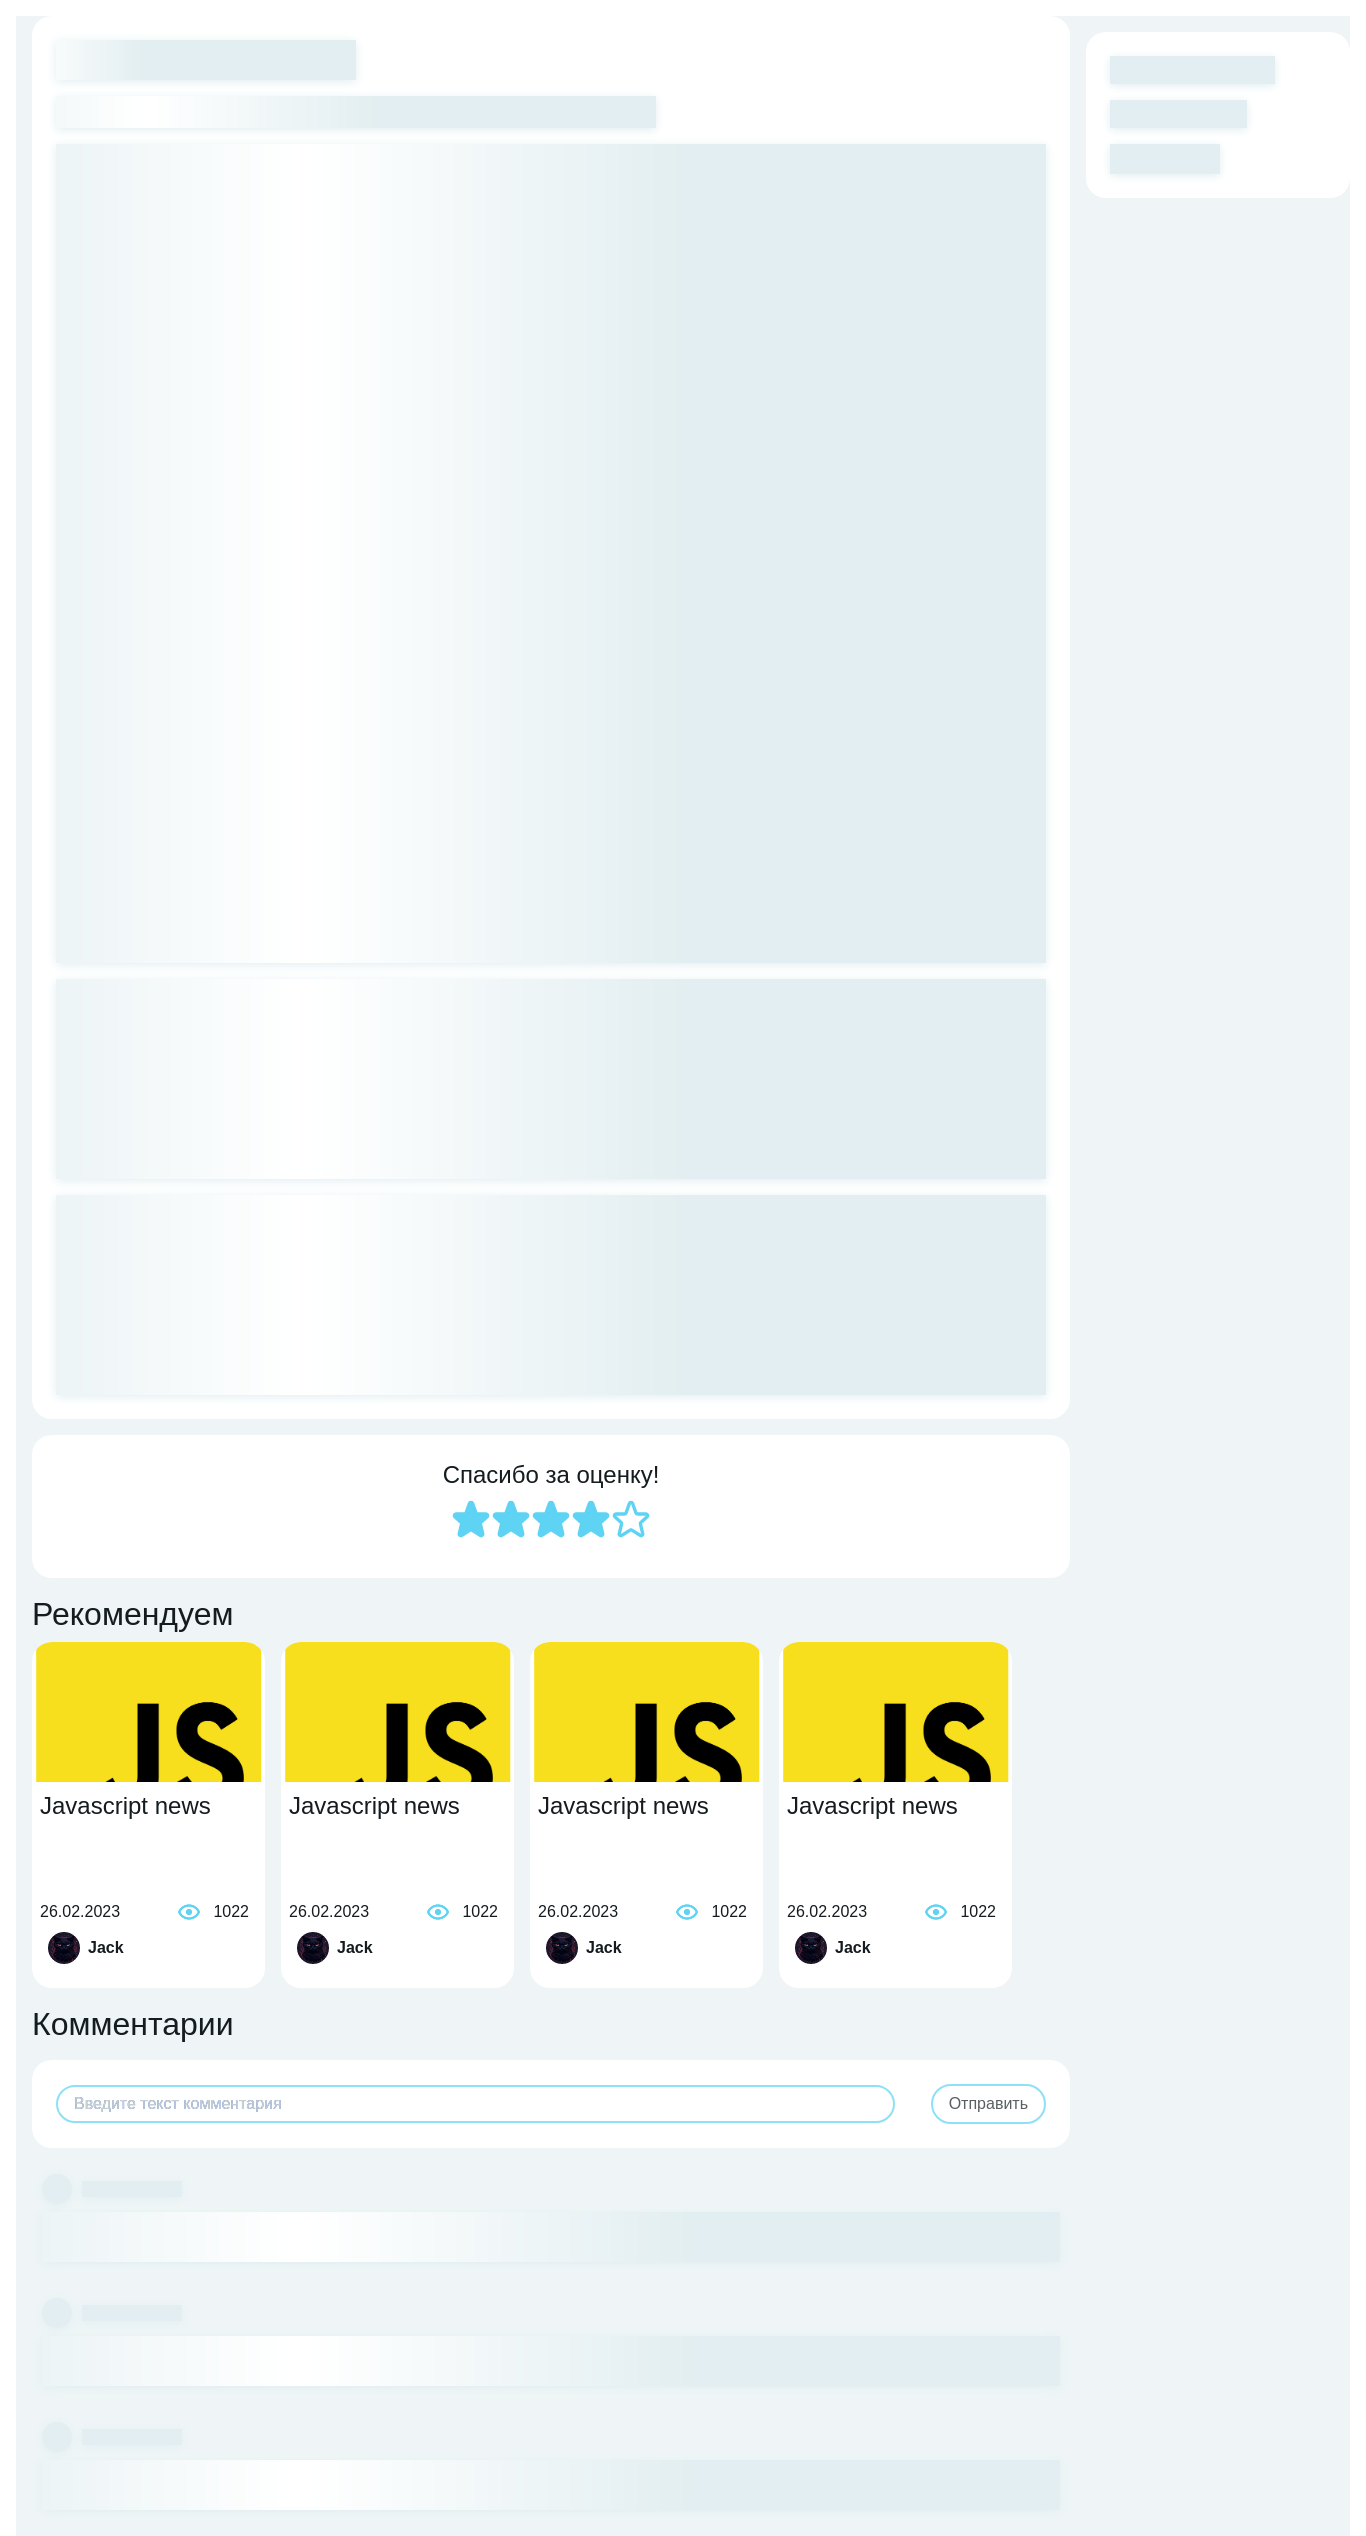 Спасибо за оценку!
Рекомендуем
JS JS JS JS
Javascript news Javascript news Javascript news Javascript news
26.02.2023 1022 26.02.2023 1022 26.02.2023 1022 26.02.2023 1022
Jack Jack Jack Jack
Комментарии
Введите текст комментария Отправить